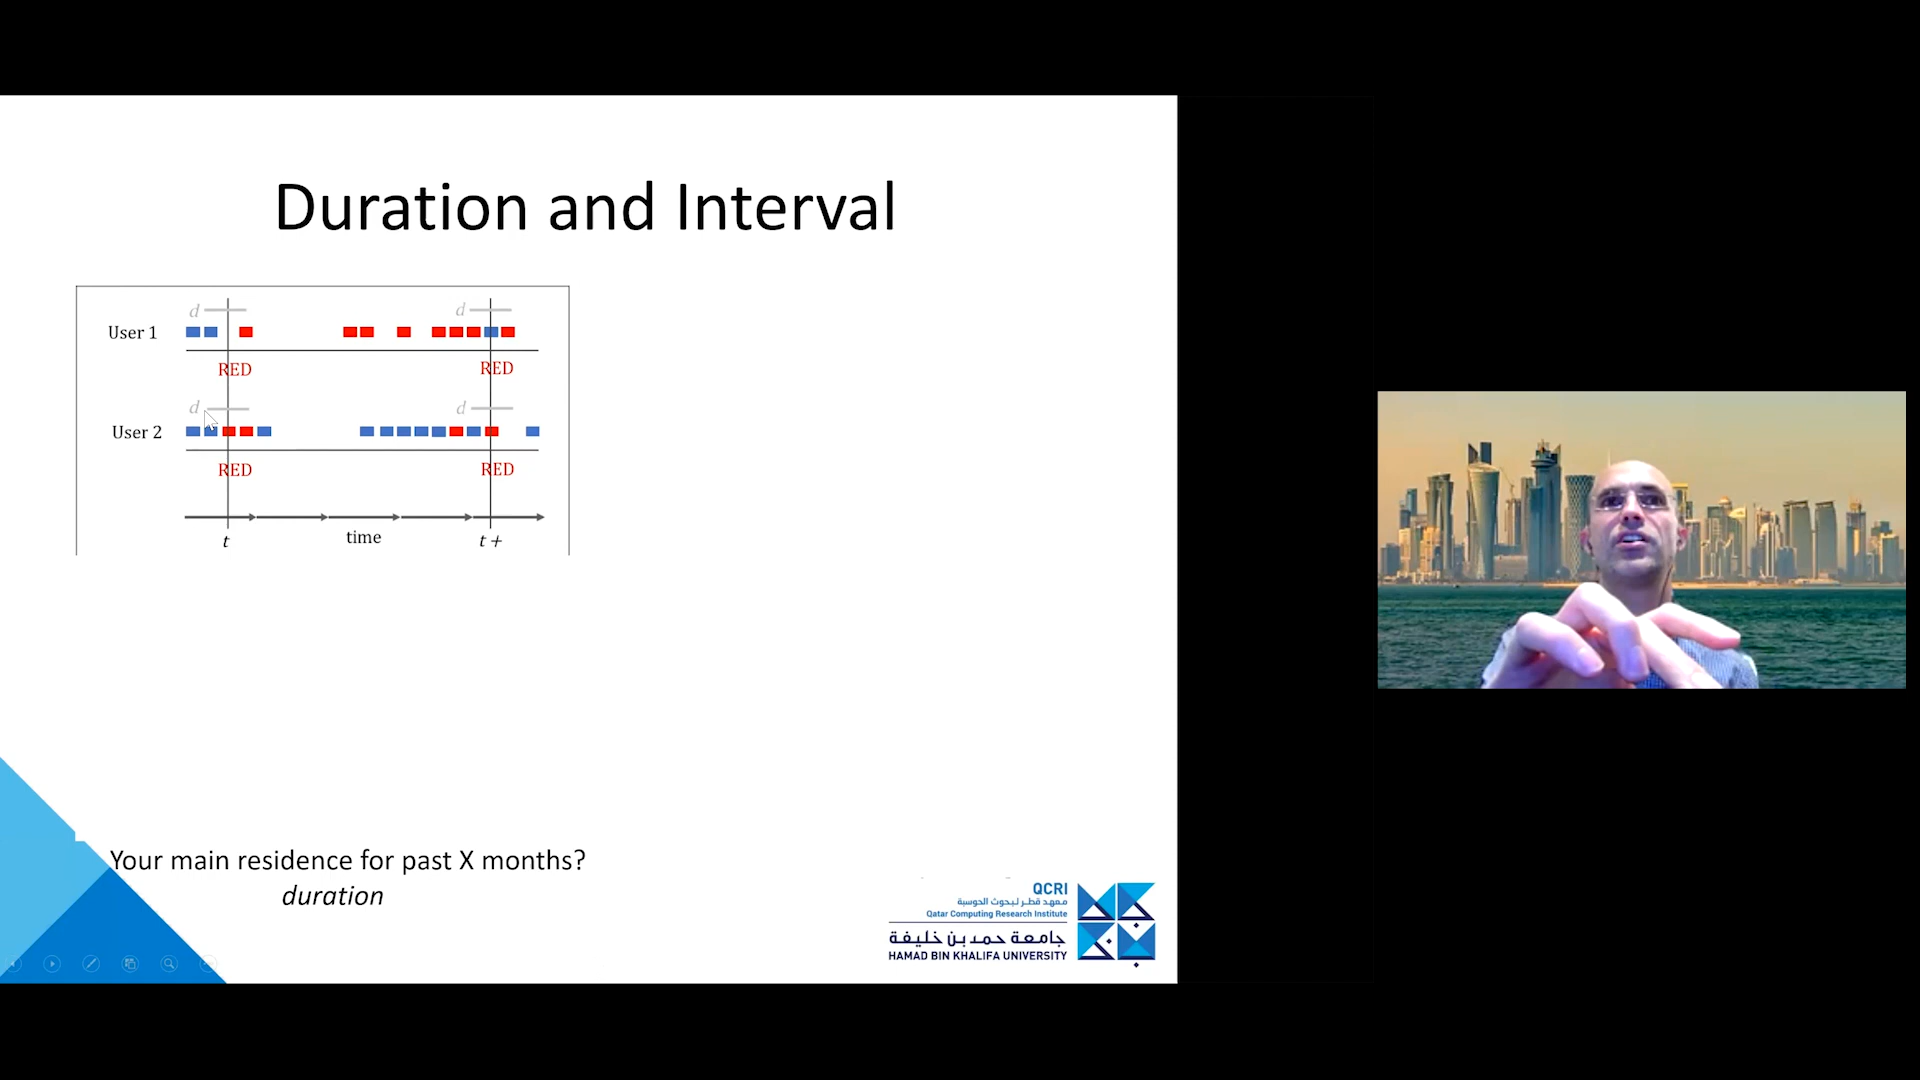 Duration and Interval
d
d
User 1
RED
RED
d
d
User 2
RED
RED
t
time
t +
Your main residence for past X months?
duration
QCRI
معهد قطر لبحوث الحوسبة
Qatar Computing Research Institute
جامعة حمد بن خليفة
HAMAD BIN KHALIFA UNIVERSITY